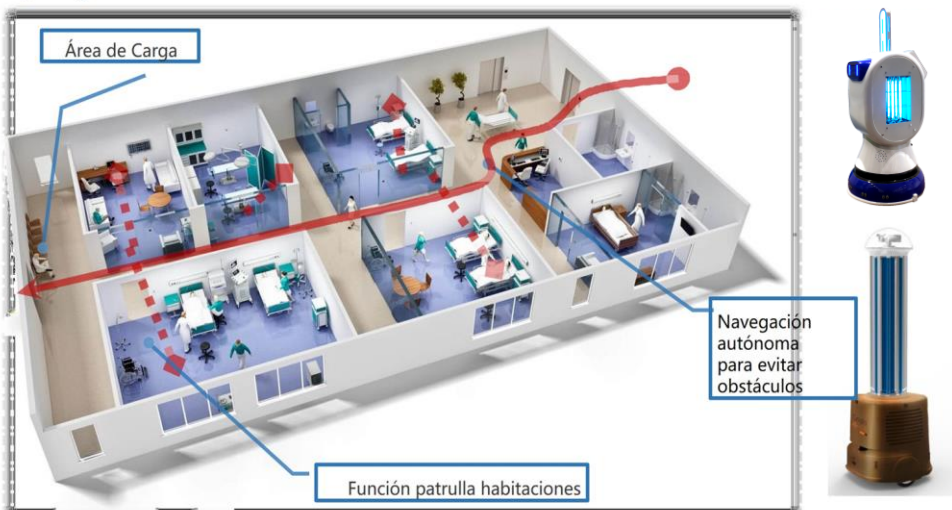 Área de Carga
Navegación
autónoma
para evitar
obstáculos
Función patrulla habitaciones